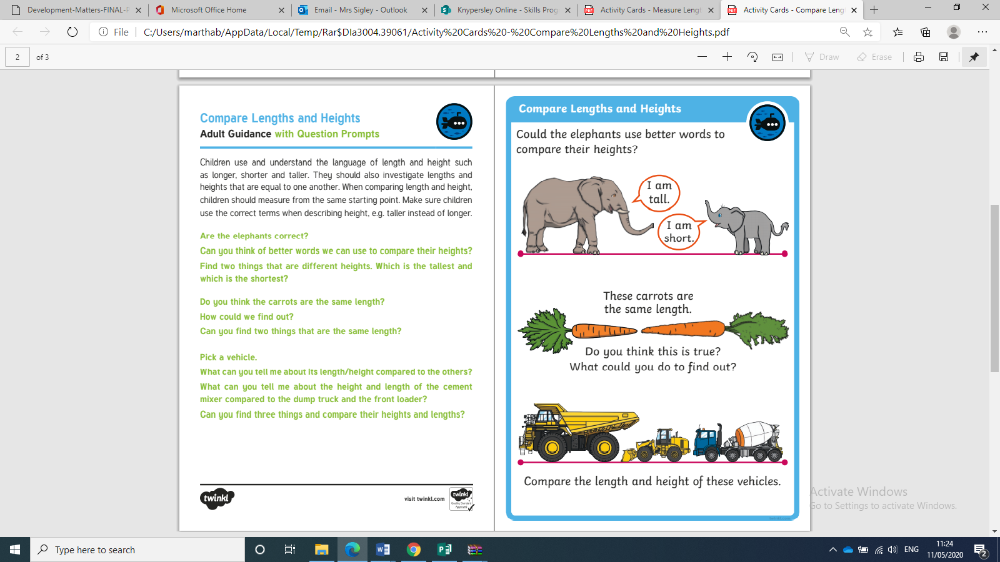 Development-Matters-FINAL-P
Microsoft Office Home
Email - Mrs Sigley - Outlook
Knypersley Online - Skills Prog
Activity Cards - Measure Lengt
Activity Cards - Compare Leng
File
C:/Users/marthab/AppData/Local/Temp/Rar$DIa3004.39061/Activity%20Cards%20-%20Compare%20Lengths%20and%20Heights.pdf
2 of 3
Draw
Erase
Compare Lengths and Heights
Adult Guidance with Question Prompts
Children use and understand the language of length and height such
as longer, shorter and taller. They should also investigate lengths and
heights that are equal to one another. When comparing length and height,
children should measure from the same starting point. Make sure children
use the correct terms when describing height, e.g. taller instead of longer.
Are the elephants correct?
Can you think of better words we can use to compare their heights?
Find two things that are different heights. Which is the tallest and
which is the shortest?
Do you think the carrots are the same length?
How could we find out?
Can you find two things that are the same length?
Pick a vehicle.
What can you tell me about its length/height compared to the others?
What can you tell me about the height and length of the cement
mixer compared to the dump truck and the front loader?
Can you find three things and compare their heights and lengths?
twinkl
visit twinkl.com
twinkl
Quality Standard
Approved
Compare Lengths and Heights
Could the elephants use better words to
compare their heights?
I am
tall.
I am
short.
These carrots are
the same length.
Do you think this is true?
What could you do to find out?
Compare the length and height of these vehicles.
Activate Windows
Go to Settings to activate Windows.
Type here to search
ENG
11:24
11/05/2020
2